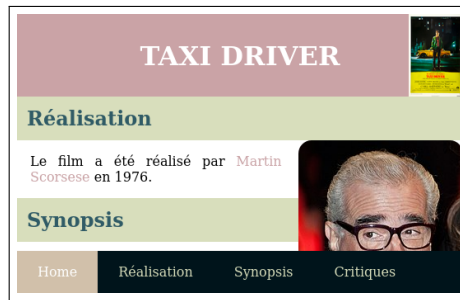 TAXI DRIVER
Réalisation
Le film a été réalisé par Martin
Scorsese en 1976.
Synopsis
Home Réalisation Synopsis Critiques